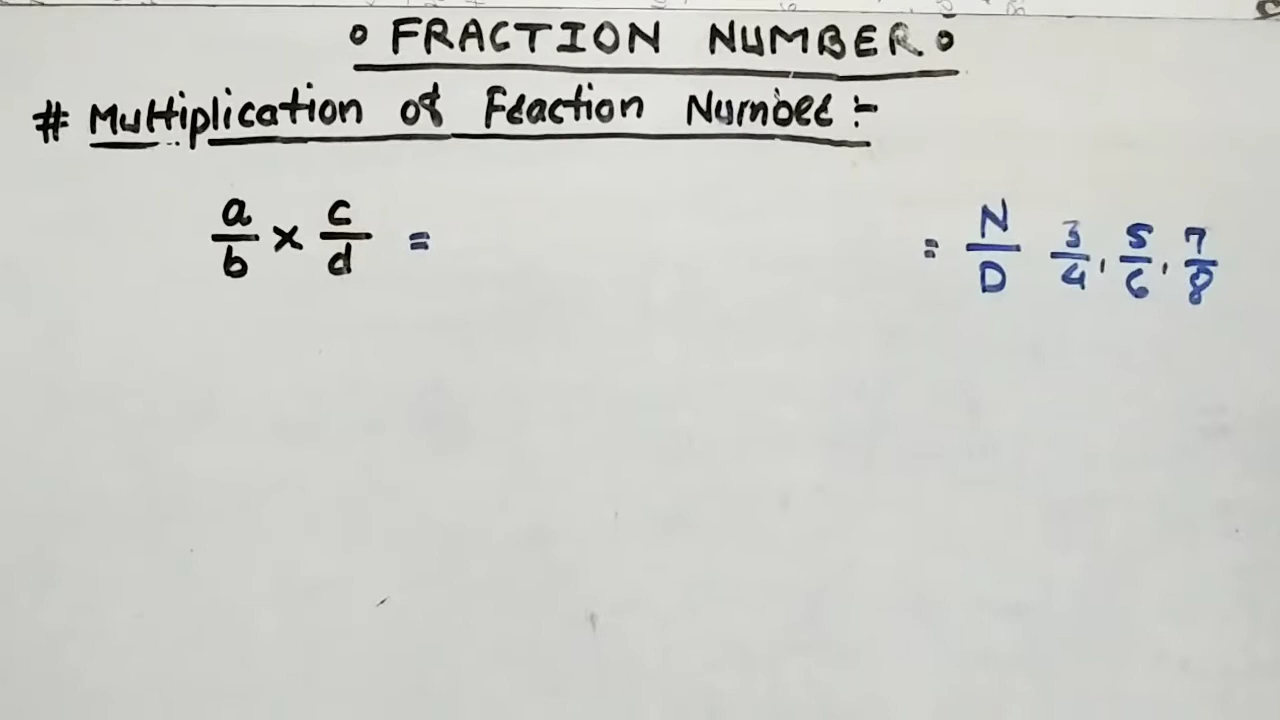 • FRACTION NUMBER •
# Multiplication of Fraction Number :-
a/b × c/d =
= N/D 3/4, 5/6, 7/8